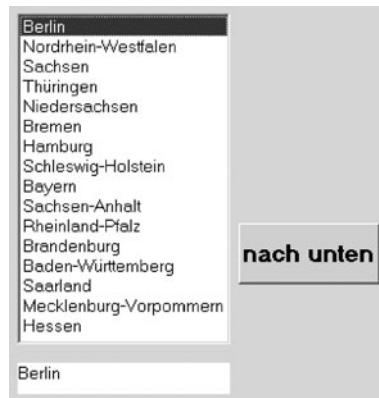 Berlin
Nordrhein-Westfalen
Sachsen
Thüringen
Niedersachsen
Bremen
Hamburg
Schleswig-Holstein
Bayern
Sachsen-Anhalt
Rheinland-Pfalz
Brandenburg
Baden-Württemberg
Saarland
Mecklenburg-Vorpommern
Hessen
nach unten
Berlin